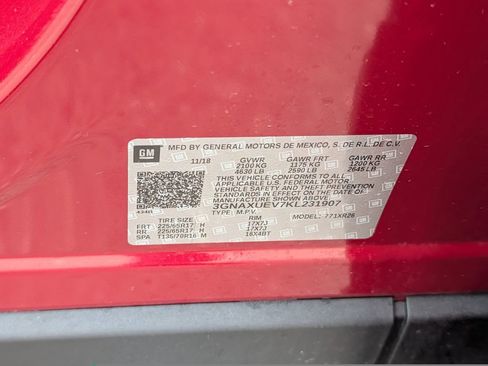 GM
MFD BY GENERAL MOTORS DE MEXICO, S. DE R.L. DE C.V.
11/18 GVWR GAWR FRT GAWR RR
2100 KG 1175 KG 1200 KG
4630 LB 2590 LB 2645 LB
THIS VEHICLE CONFORMS TO ALL
APPLICABLE U.S. FEDERAL MOTOR
VEHICLE SAFETY AND THEFT PREVENTION
STANDARDS IN EFFECT ON THE DATE OF
MANUFACTURE SHOWN ABOVE.
3GNAXUEV7KL231907
TYPE: M.P.V. MODEL: 771XR26
TIRE SIZE RIM
FRT 225/65R17 H 17X7J
RR 225/65R17 H 17X7J
SPA T135/70R16 M 16X4BT